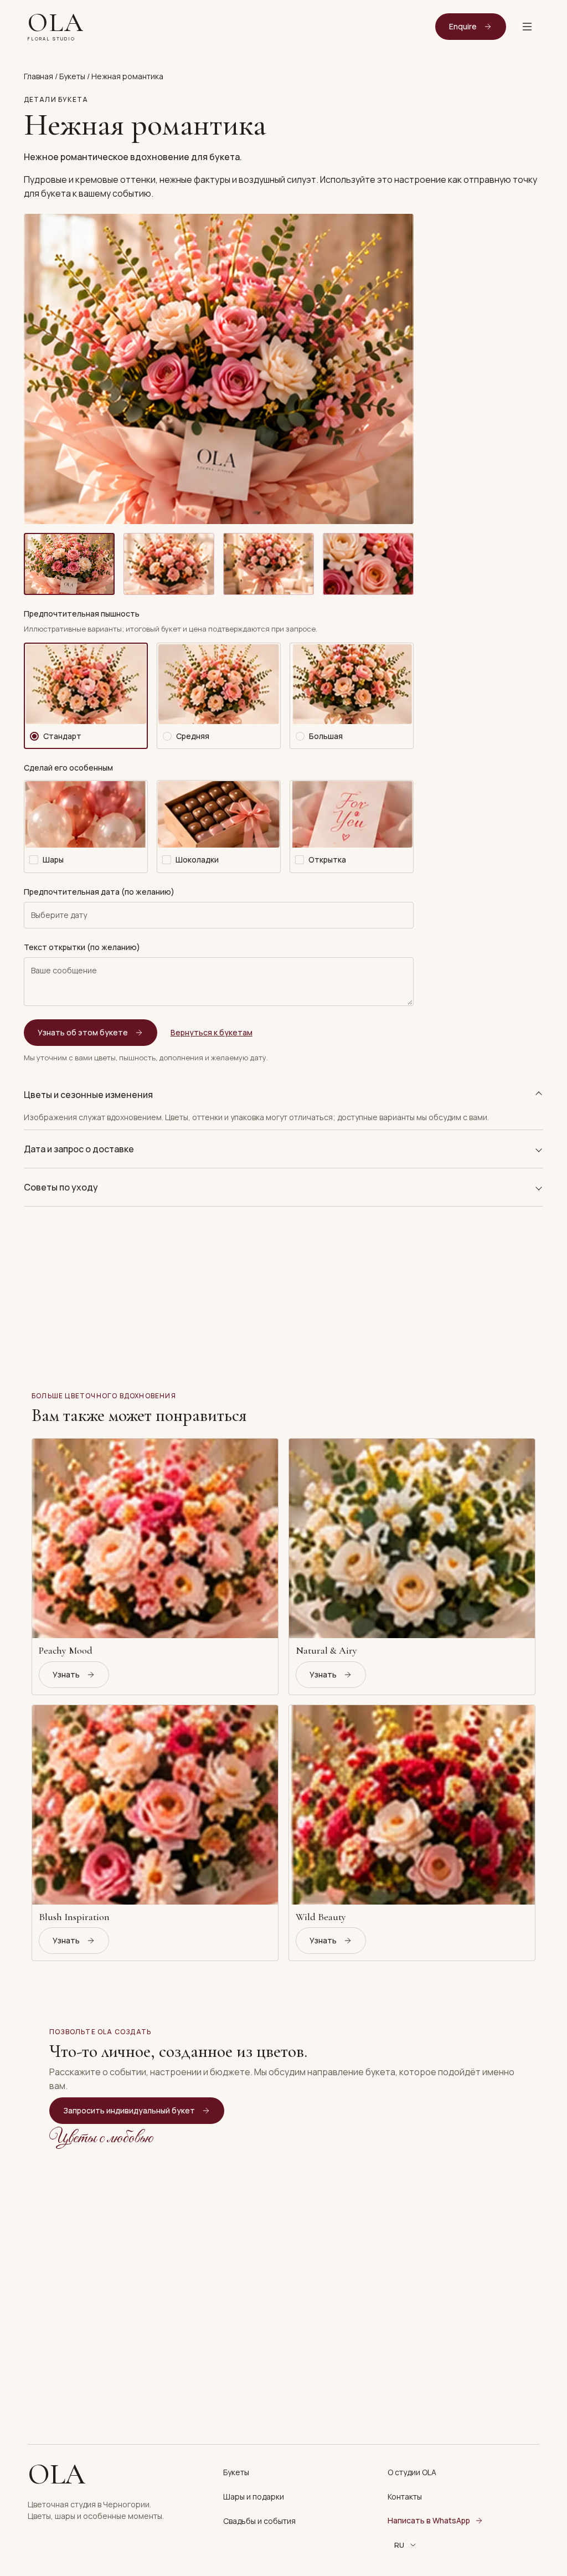 OLA
FLORAL STUDIO
Enquire
Главная / Букеты / Нежная романтика
ДЕТАЛИ БУКЕТА
Нежная романтика
Нежное романтическое вдохновение для букета.
Пудровые и кремовые оттенки, нежные фактуры и воздушный силуэт. Используйте это настроение как отправную точку
для букета к вашему событию.
OLA
FLORAL STUDIO
OLA
Предпочтительная пышность
Иллюстративные варианты; итоговый букет и цена подтверждаются при запросе.
Стандарт
Средняя
Большая
Сделай его особенным
For
You
Шары
Шоколадки
Открытка
Предпочтительная дата (по желанию)
Выберите дату
Текст открытки (по желанию)
Ваше сообщение
Узнать об этом букете
Вернуться к букетам
Мы уточним с вами цветы, пышность, дополнения и желаемую дату.
Цветы и сезонные изменения
Изображения служат вдохновением. Цветы, оттенки и упаковка могут отличаться; доступные варианты мы обсудим с вами.
Дата и запрос о доставке
Советы по уходу
БОЛЬШЕ ЦВЕТОЧНОГО ВДОХНОВЕНИЯ
Вам также может понравиться
Peachy Mood
Узнать
Natural & Airy
Узнать
Blush Inspiration
Узнать
Wild Beauty
Узнать
ПОЗВОЛЬТЕ OLA СОЗДАТЬ
Что-то личное, созданное из цветов.
Расскажите о событии, настроении и бюджете. Мы обсудим направление букета, которое подойдёт именно
вам.
Запросить индивидуальный букет
Цветы с любовью
OLA
Цветочная студия в Черногории.
Цветы, шары и особенные моменты.
Букеты
Шары и подарки
Свадьбы и события
О студии OLA
Контакты
Написать в WhatsApp
RU